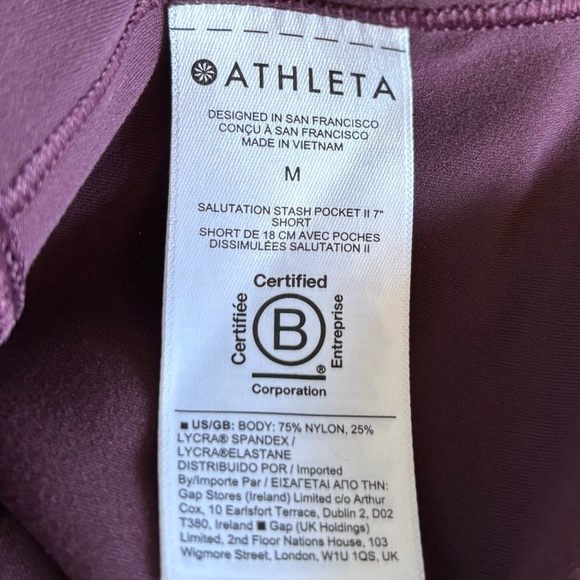 ATHLETA
DESIGNED IN SAN FRANCISCO
CONÇU À SAN FRANCISCO
MADE IN VIETNAM
M
SALUTATION STASH POCKET II 7"
SHORT
SHORT DE 18 CM AVEC POCHES
DISSIMULÉES SALUTATION II
Certified
Certifiée
B
Entreprise
®
Corporation
■ US/GB: BODY: 75% NYLON, 25%
LYCRA® SPANDEX /
LYCRA®ELASTANE
DISTRIBUIDO POR / Imported
By/Importe Par / ΕΙΣΑΓΕΤΑΙ ΑΠΟ ΤΗΝ:
Gap Stores (Ireland) Limited c/o Arthur
Cox, 10 Earlsfort Terrace, Dublin 2, D02
T380, Ireland ■ Gap (UK Holdings)
Limited, 2nd Floor Nations House, 103
Wigmore Street, London, W1U 1QS, UK